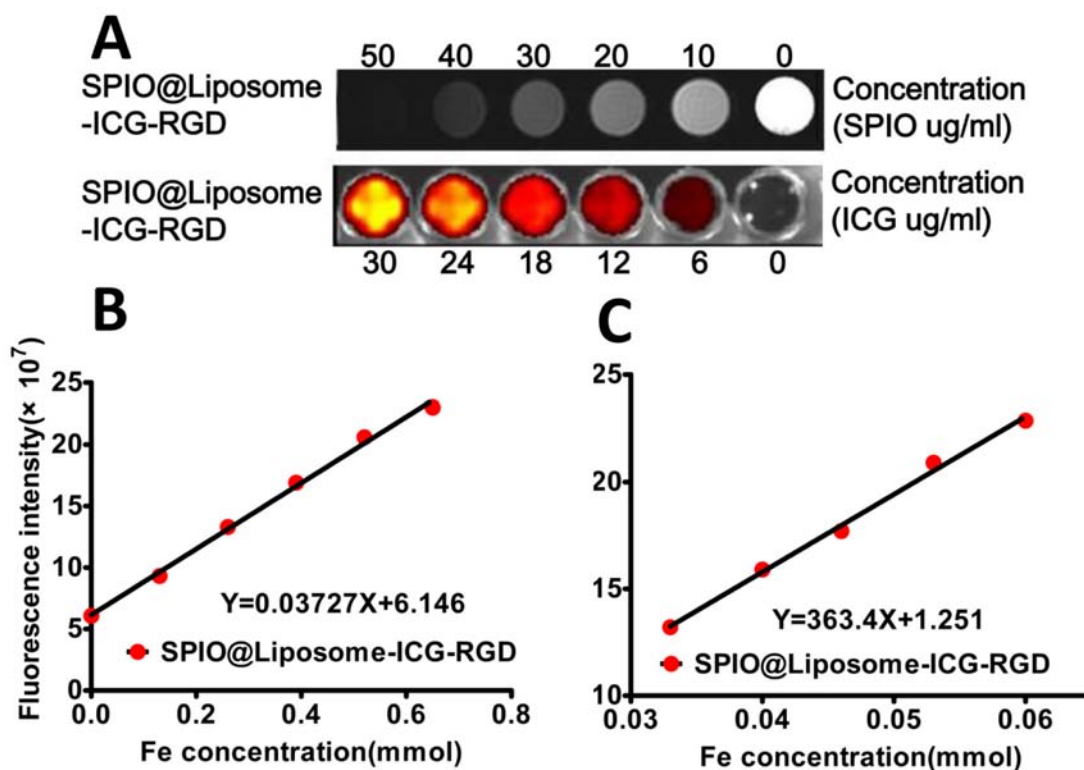 A
50 40 30 20 10 0
SPIO@Liposome
-ICG-RGD
Concentration
(SPIO ug/ml)
SPIO@Liposome
-ICG-RGD
Concentration
(ICG ug/ml)
30 24 18 12 6 0
B
Fluorescence intensity(× 10⁷)
25
20
15
10
5
0
Y=0.03727X+6.146
SPIO@Liposome-ICG-RGD
0.0 0.2 0.4 0.6 0.8
Fe concentration(mmol)
C
25
20
15
10
Y=363.4X+1.251
SPIO@Liposome-ICG-RGD
0.03 0.04 0.05 0.06
Fe concentration(mmol)